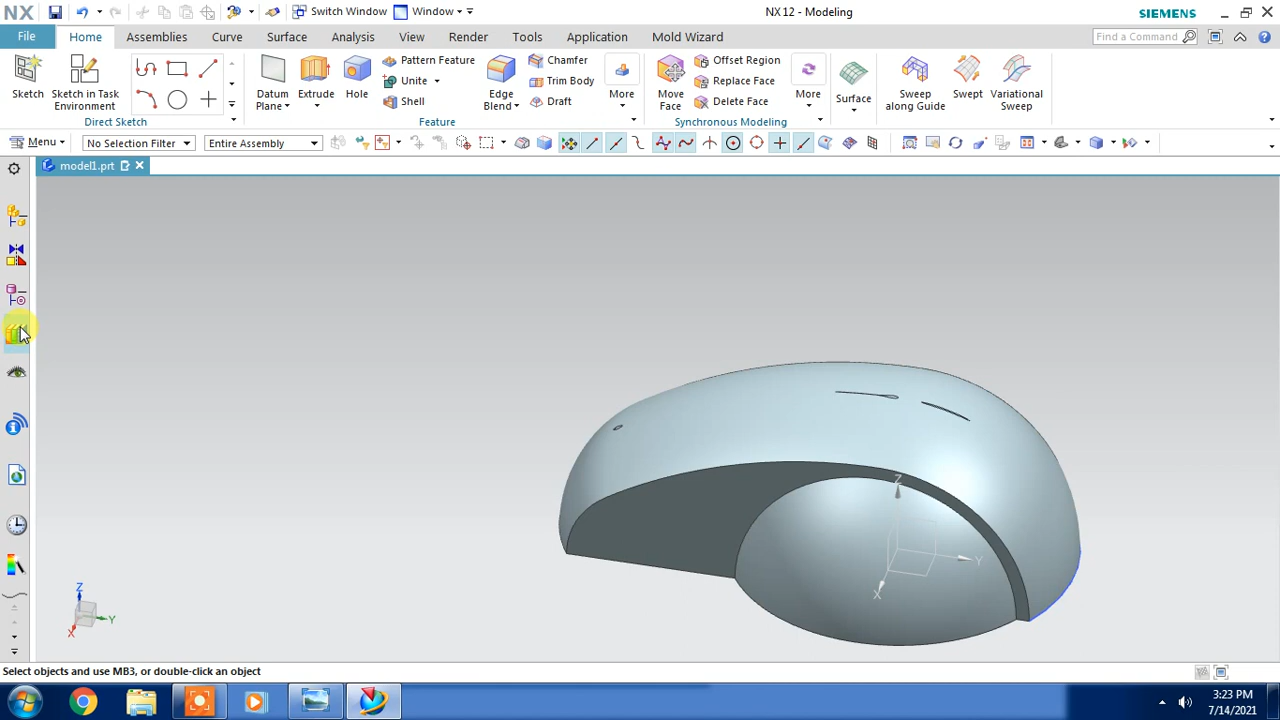 NX Switch Window Window NX 12 - Modeling SIEMENS
File Home Assemblies Curve Surface Analysis View Render Tools Application Mold Wizard Find a Command
Sketch Sketch in Task Environment Datum Plane Extrude Hole Pattern Feature Edge Blend Chamfer More Move Face Offset Region More Surface Sweep along Guide Swept Variational Sweep
Unite Trim Body Replace Face
Shell Draft Delete Face
Direct Sketch Feature Synchronous Modeling
Menu No Selection Filter Entire Assembly
model1.prt
Z
Y
X
Z
Y
X
Select objects and use MB3, or double-click an object
3:23 PM
7/14/2021